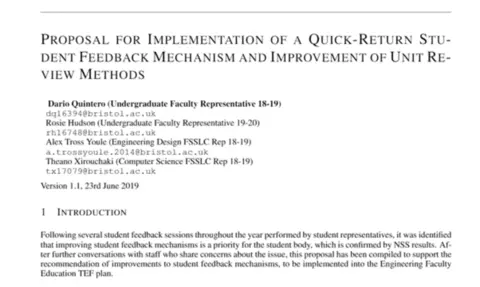 PROPOSAL FOR IMPLEMENTATION OF A QUICK-RETURN STU-
DENT FEEDBACK MECHANISM AND IMPROVEMENT OF UNIT RE-
VIEW METHODS
Dario Quintero (Undergraduate Faculty Representative 18-19)
dq16394@bristol.ac.uk
Rosie Hudson (Undergraduate Faculty Representative 19-20)
rh16748@bristol.ac.uk
Alex Tross Youle (Engineering Design FSSLC Rep 18-19)
a.trossyoule.2014@bristol.ac.uk
Theano Xirouchaki (Computer Science FSSLC Rep 18-19)
tx17079@bristol.ac.uk
Version 1.1, 23rd June 2019
1 INTRODUCTION
Following several student feedback sessions throughout the year performed by student representatives, it was identified
that improving student feedback mechanisms is a priority for the student body, which is confirmed by NSS results. Af-
ter further conversations with staff who share concerns about the issue, this proposal has been compiled to support the
recommendation of improvements to student feedback mechanisms, to be implemented into the Engineering Faculty
Education TEF plan.